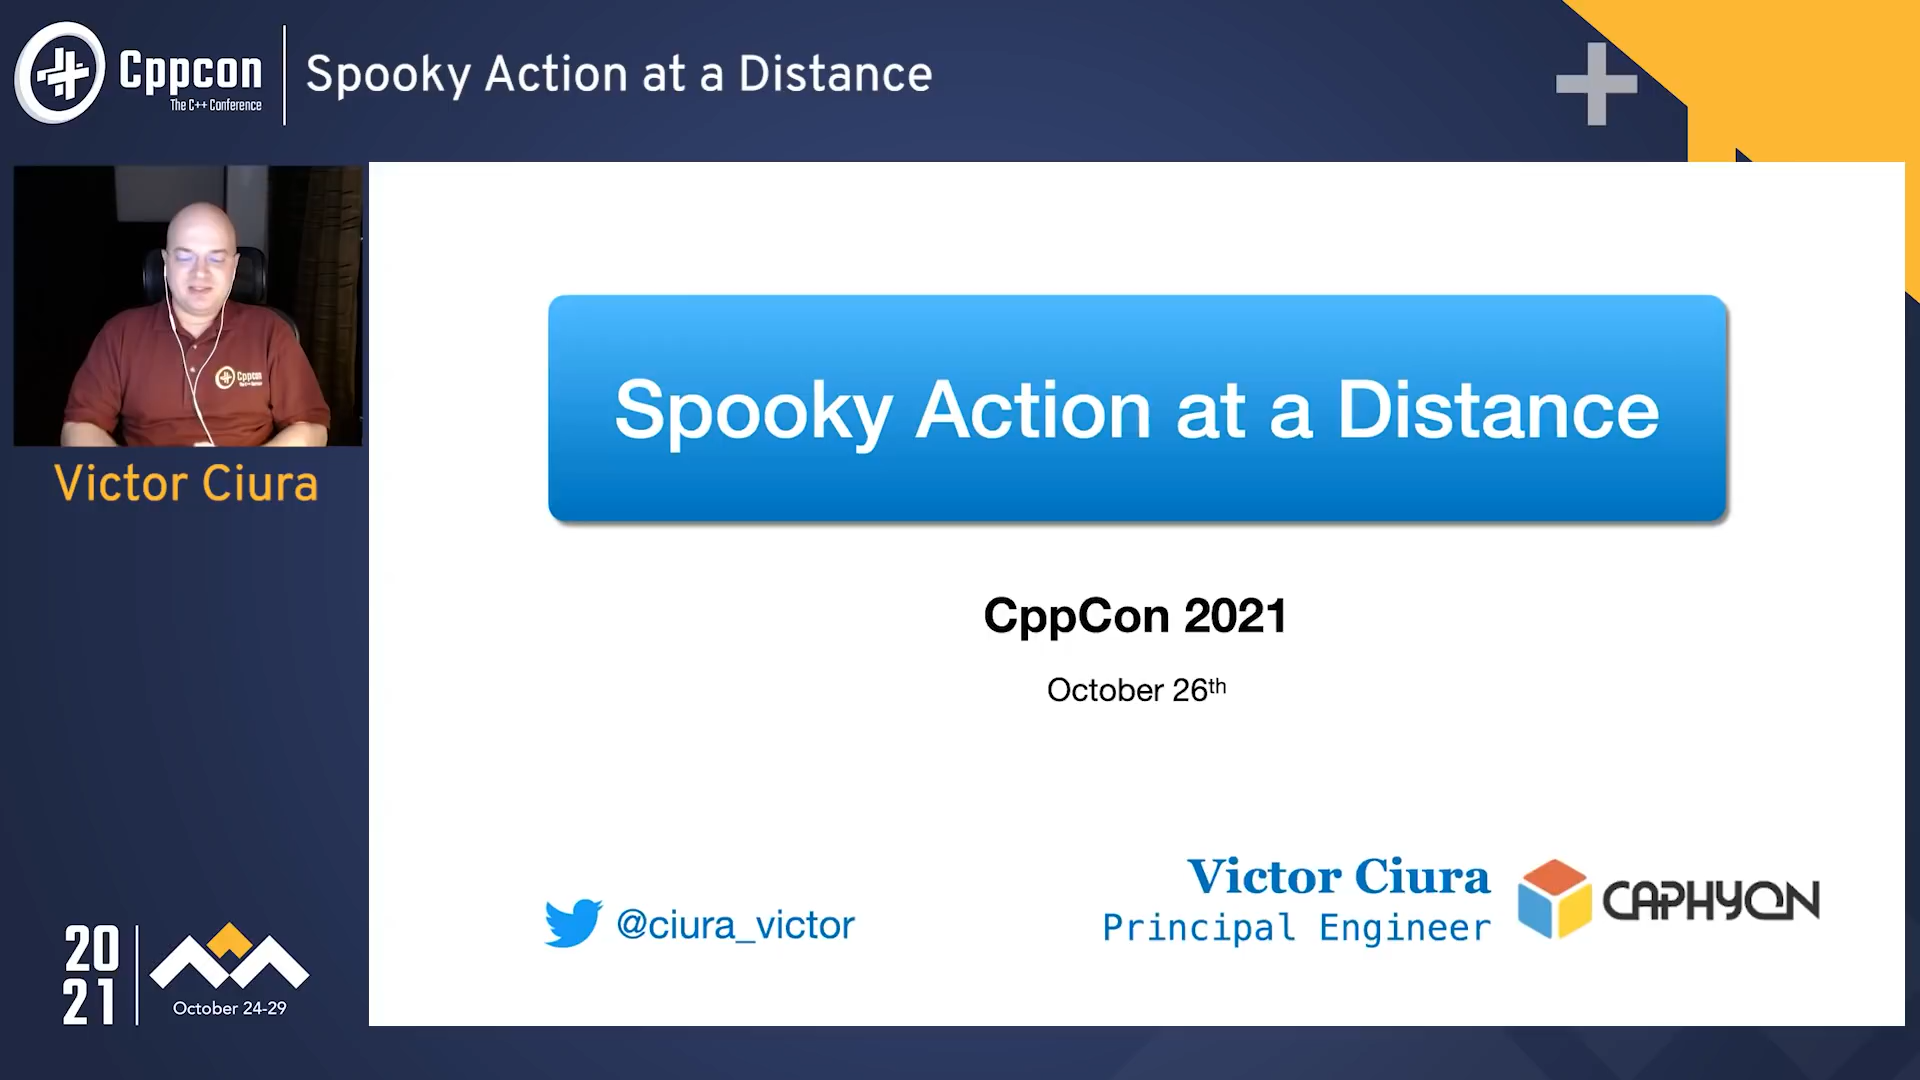 Cppcon
The C++ Conference
Spooky Action at a Distance
Cppcon
Victor Ciura
Spooky Action at a Distance
CppCon 2021
October 26th
@ciura_victor
Victor Ciura
Principal Engineer
CAPHYON
20
21
October 24-29